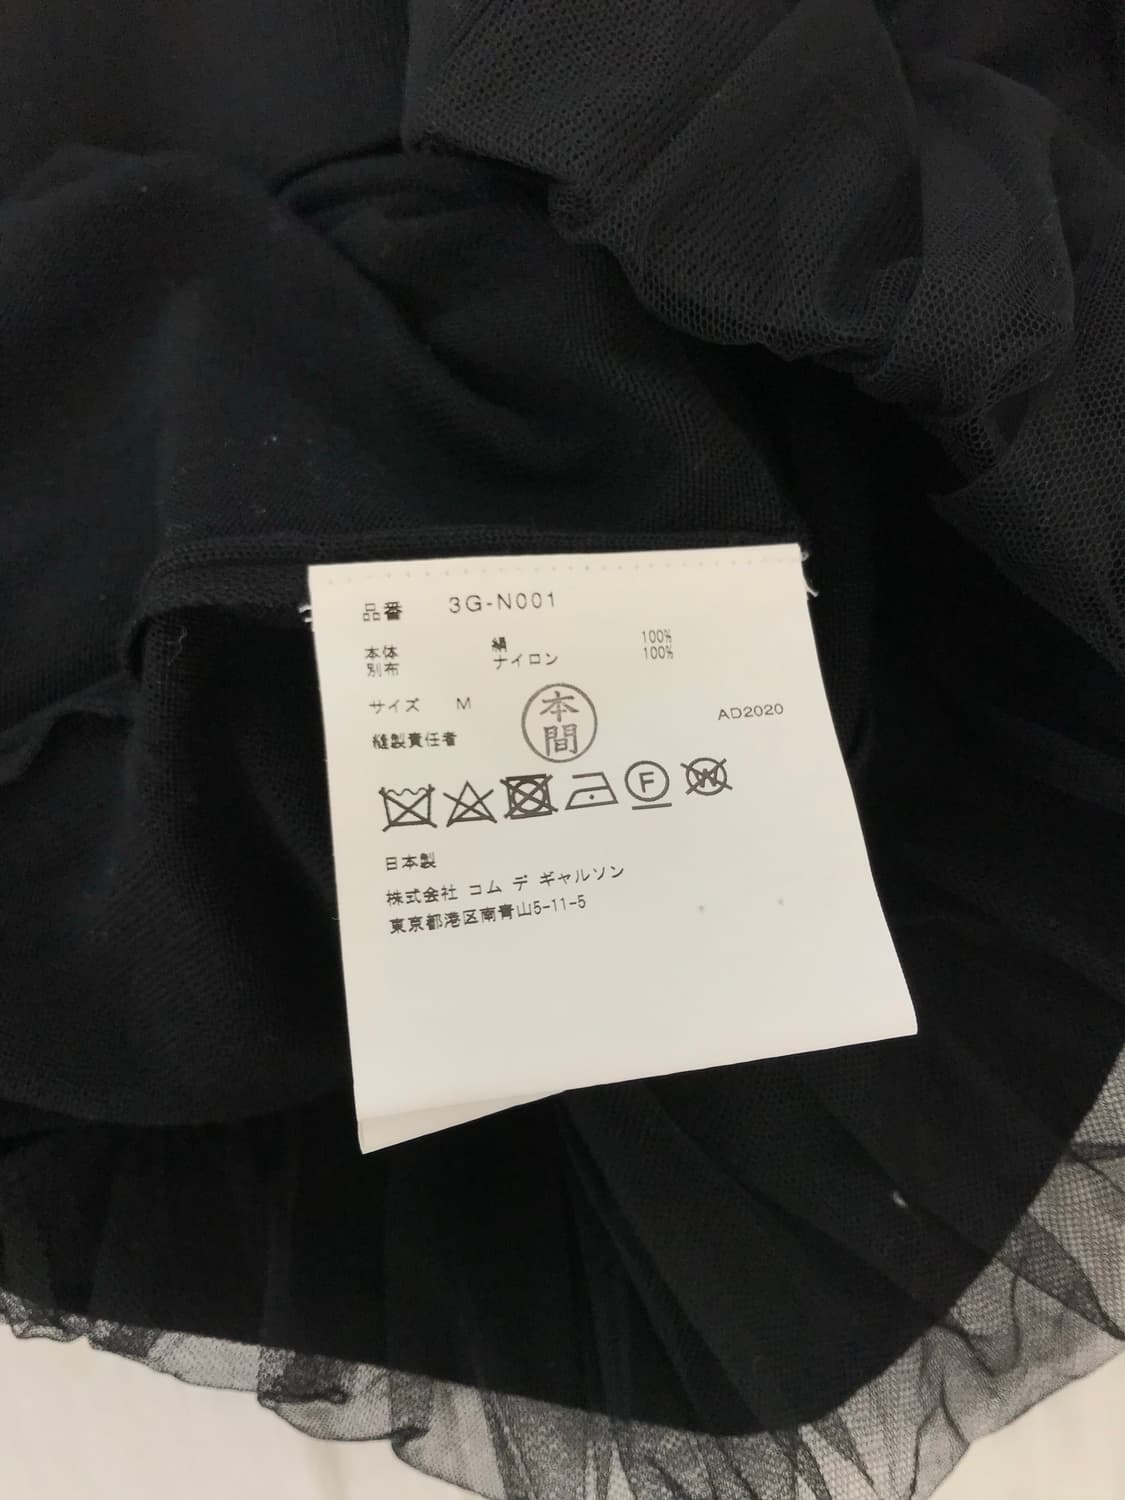 品番 3G-N001
本体 絹 100%
別布 ナイロン 100%
サイズ M
本間
AD2020
縫製責任者
F
W
日本製
株式会社 コム デ ギャルソン
東京都港区南青山5-11-5